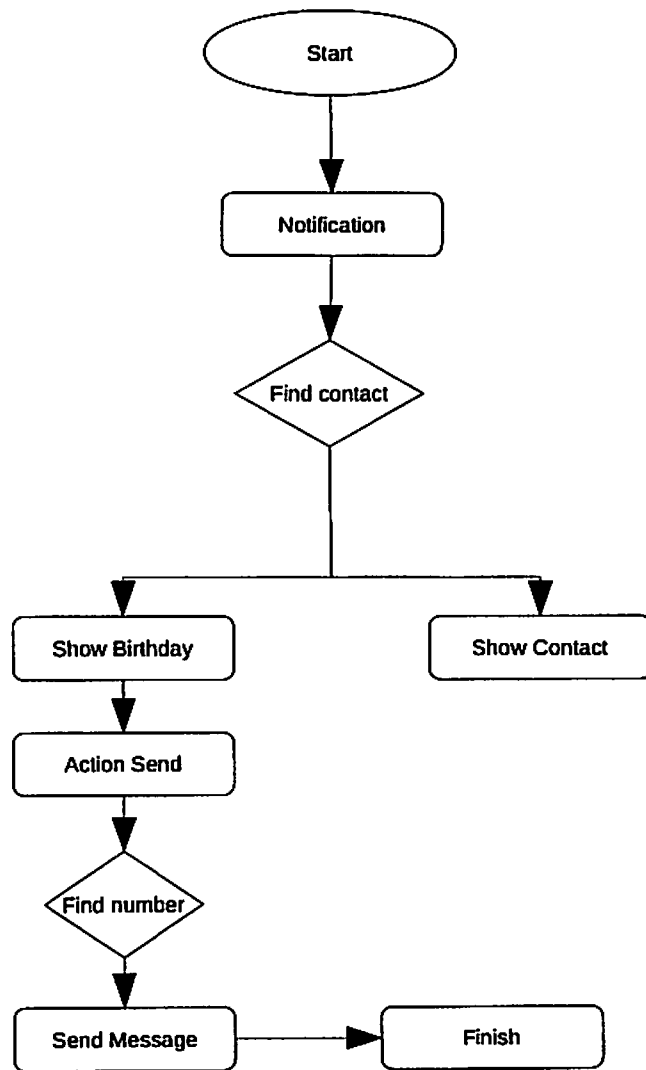 Start
Notification
Find contact
Show Birthday
Show Contact
Action Send
Find number
Send Message
Finish